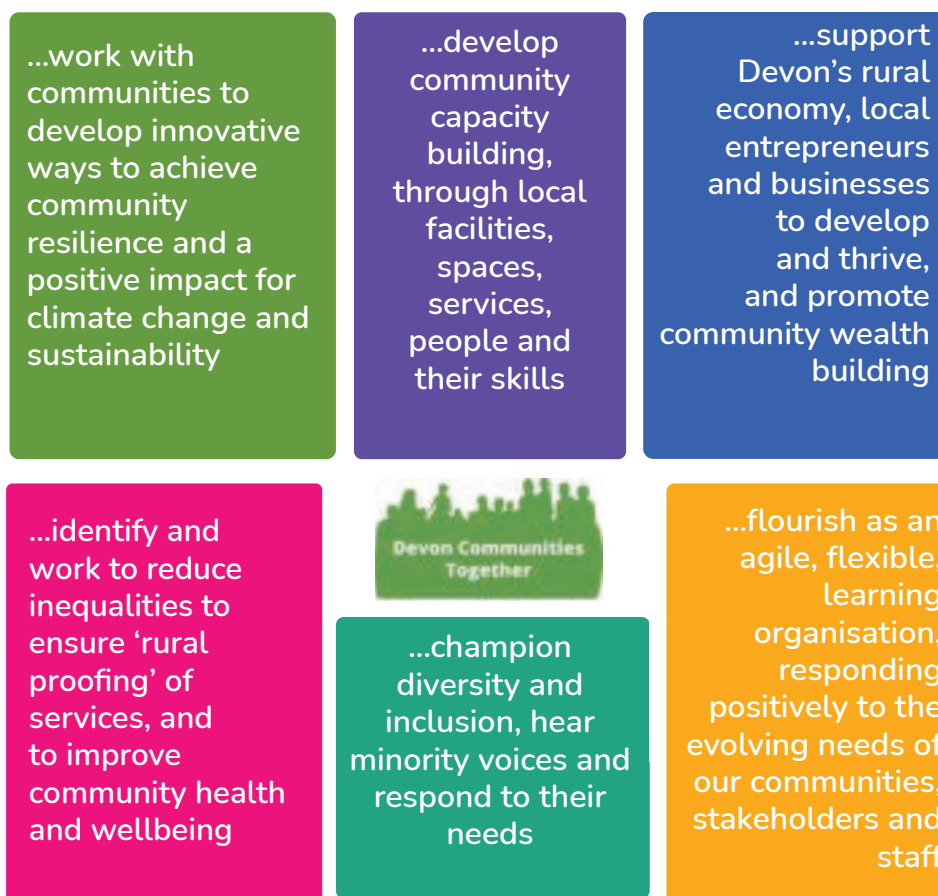 ...work with
communities to
develop innovative
ways to achieve
community
resilience and a
positive impact for
climate change and
sustainability
...develop
community
capacity
building,
through local
facilities,
spaces,
services,
people and
their skills
...support
Devon’s rural
economy, local
entrepreneurs
and businesses
to develop
and thrive,
and promote
community wealth
building
...identify and
work to reduce
inequalities to
ensure ‘rural
proofing’ of
services, and
to improve
community health
and wellbeing
Devon Communities
Together
...champion
diversity and
inclusion, hear
minority voices and
respond to their
needs
...flourish as an
agile, flexible,
learning
organisation,
responding
positively to the
evolving needs of
our communities,
stakeholders and
staff